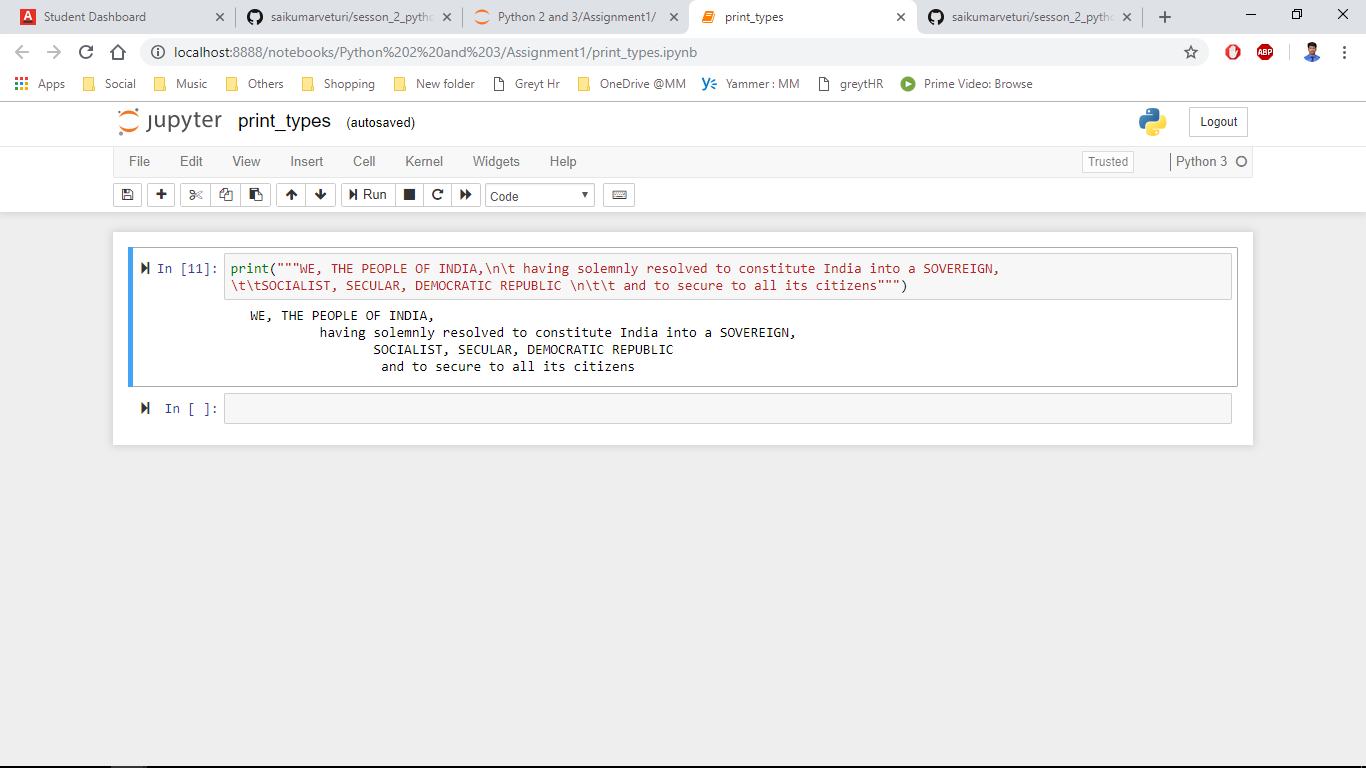 Student Dashboard
saikumarveturi/sesson_2_pytho
Python 2 and 3/Assignment1/
print_types
saikumarveturi/sesson_2_pytho
localhost:8888/notebooks/Python%202%20and%203/Assignment1/print_types.ipynb
ABP
Apps
Social
Music
Others
Shopping
New folder
Greyt Hr
OneDrive @MM
Yammer : MM
greytHR
Prime Video: Browse
jupyter print_types (autosaved)
Logout
File Edit View Insert Cell Kernel Widgets Help
Trusted
Python 3
Run
Code
In [11]: print("""WE, THE PEOPLE OF INDIA,\n\t having solemnly resolved to constitute India into a SOVEREIGN,
\t\tSOCIALIST, SECULAR, DEMOCRATIC REPUBLIC \n\t\t and to secure to all its citizens""")
WE, THE PEOPLE OF INDIA,
having solemnly resolved to constitute India into a SOVEREIGN,
SOCIALIST, SECULAR, DEMOCRATIC REPUBLIC
and to secure to all its citizens
In [ ]: